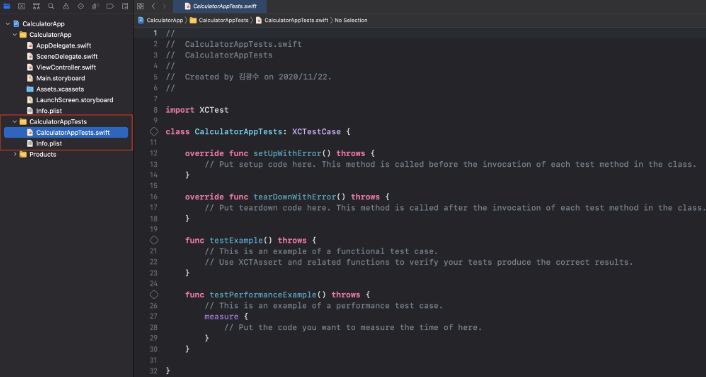 CalculatorAppTests.swift
CalculatorApp
CalculatorAppTests
CalculatorAppTests.swift
No Selection
CalculatorApp
CalculatorApp
AppDelegate.swift
SceneDelegate.swift
ViewController.swift
Main.storyboard
Assets.xcassets
LaunchScreen.storyboard
Info.plist
CalculatorAppTests
CalculatorAppTests.swift
Info.plist
Products
1 //
2 // CalculatorAppTests.swift
3 // CalculatorAppTests
4 //
5 // Created by 김광수 on 2020/11/22.
6 //
7
8 import XCTest
9
class CalculatorAppTests: XCTestCase {
11
12 override func setUpWithError() throws {
13 // Put setup code here. This method is called before the invocation of each test method in the class.
14 }
15
16 override func tearDownWithError() throws {
17 // Put teardown code here. This method is called after the invocation of each test method in the class.
18 }
19
func testExample() throws {
21 // This is an example of a functional test case.
22 // Use XCTAssert and related functions to verify your tests produce the correct results.
23 }
24
func testPerformanceExample() throws {
26 // This is an example of a performance test case.
27 measure {
28 // Put the code you want to measure the time of here.
29 }
30 }
31
32 }